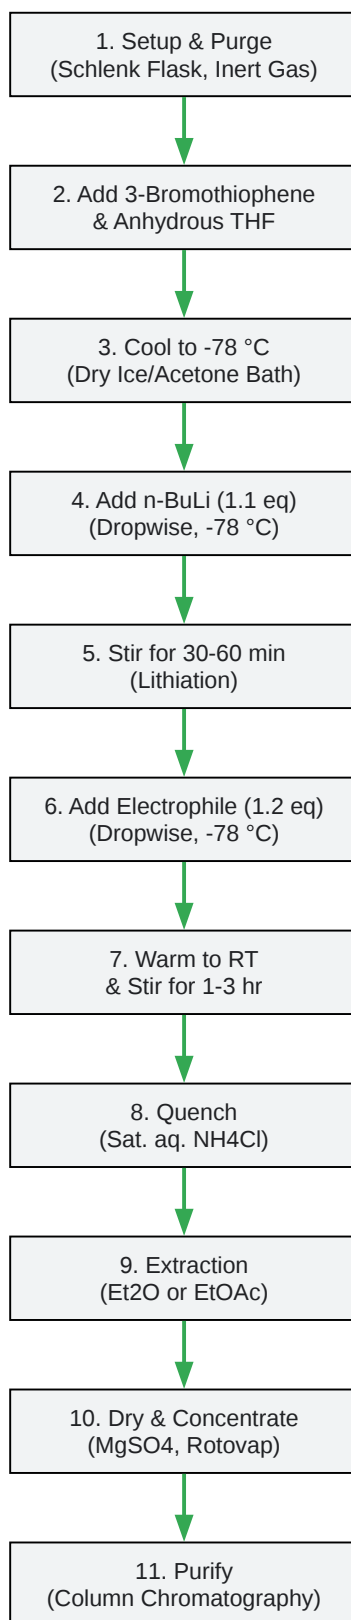 1. Setup & Purge
(Schlenk Flask, Inert Gas)
2. Add 3-Bromothiophene
& Anhydrous THF
3. Cool to -78 °C
(Dry Ice/Acetone Bath)
4. Add n-BuLi (1.1 eq)
(Dropwise, -78 °C)
5. Stir for 30-60 min
(Lithiation)
6. Add Electrophile (1.2 eq)
(Dropwise, -78 °C)
7. Warm to RT
& Stir for 1-3 hr
8. Quench
(Sat. aq. NH4Cl)
9. Extraction
(Et2O or EtOAc)
10. Dry & Concentrate
(MgSO4, Rotovap)
11. Purify
(Column Chromatography)